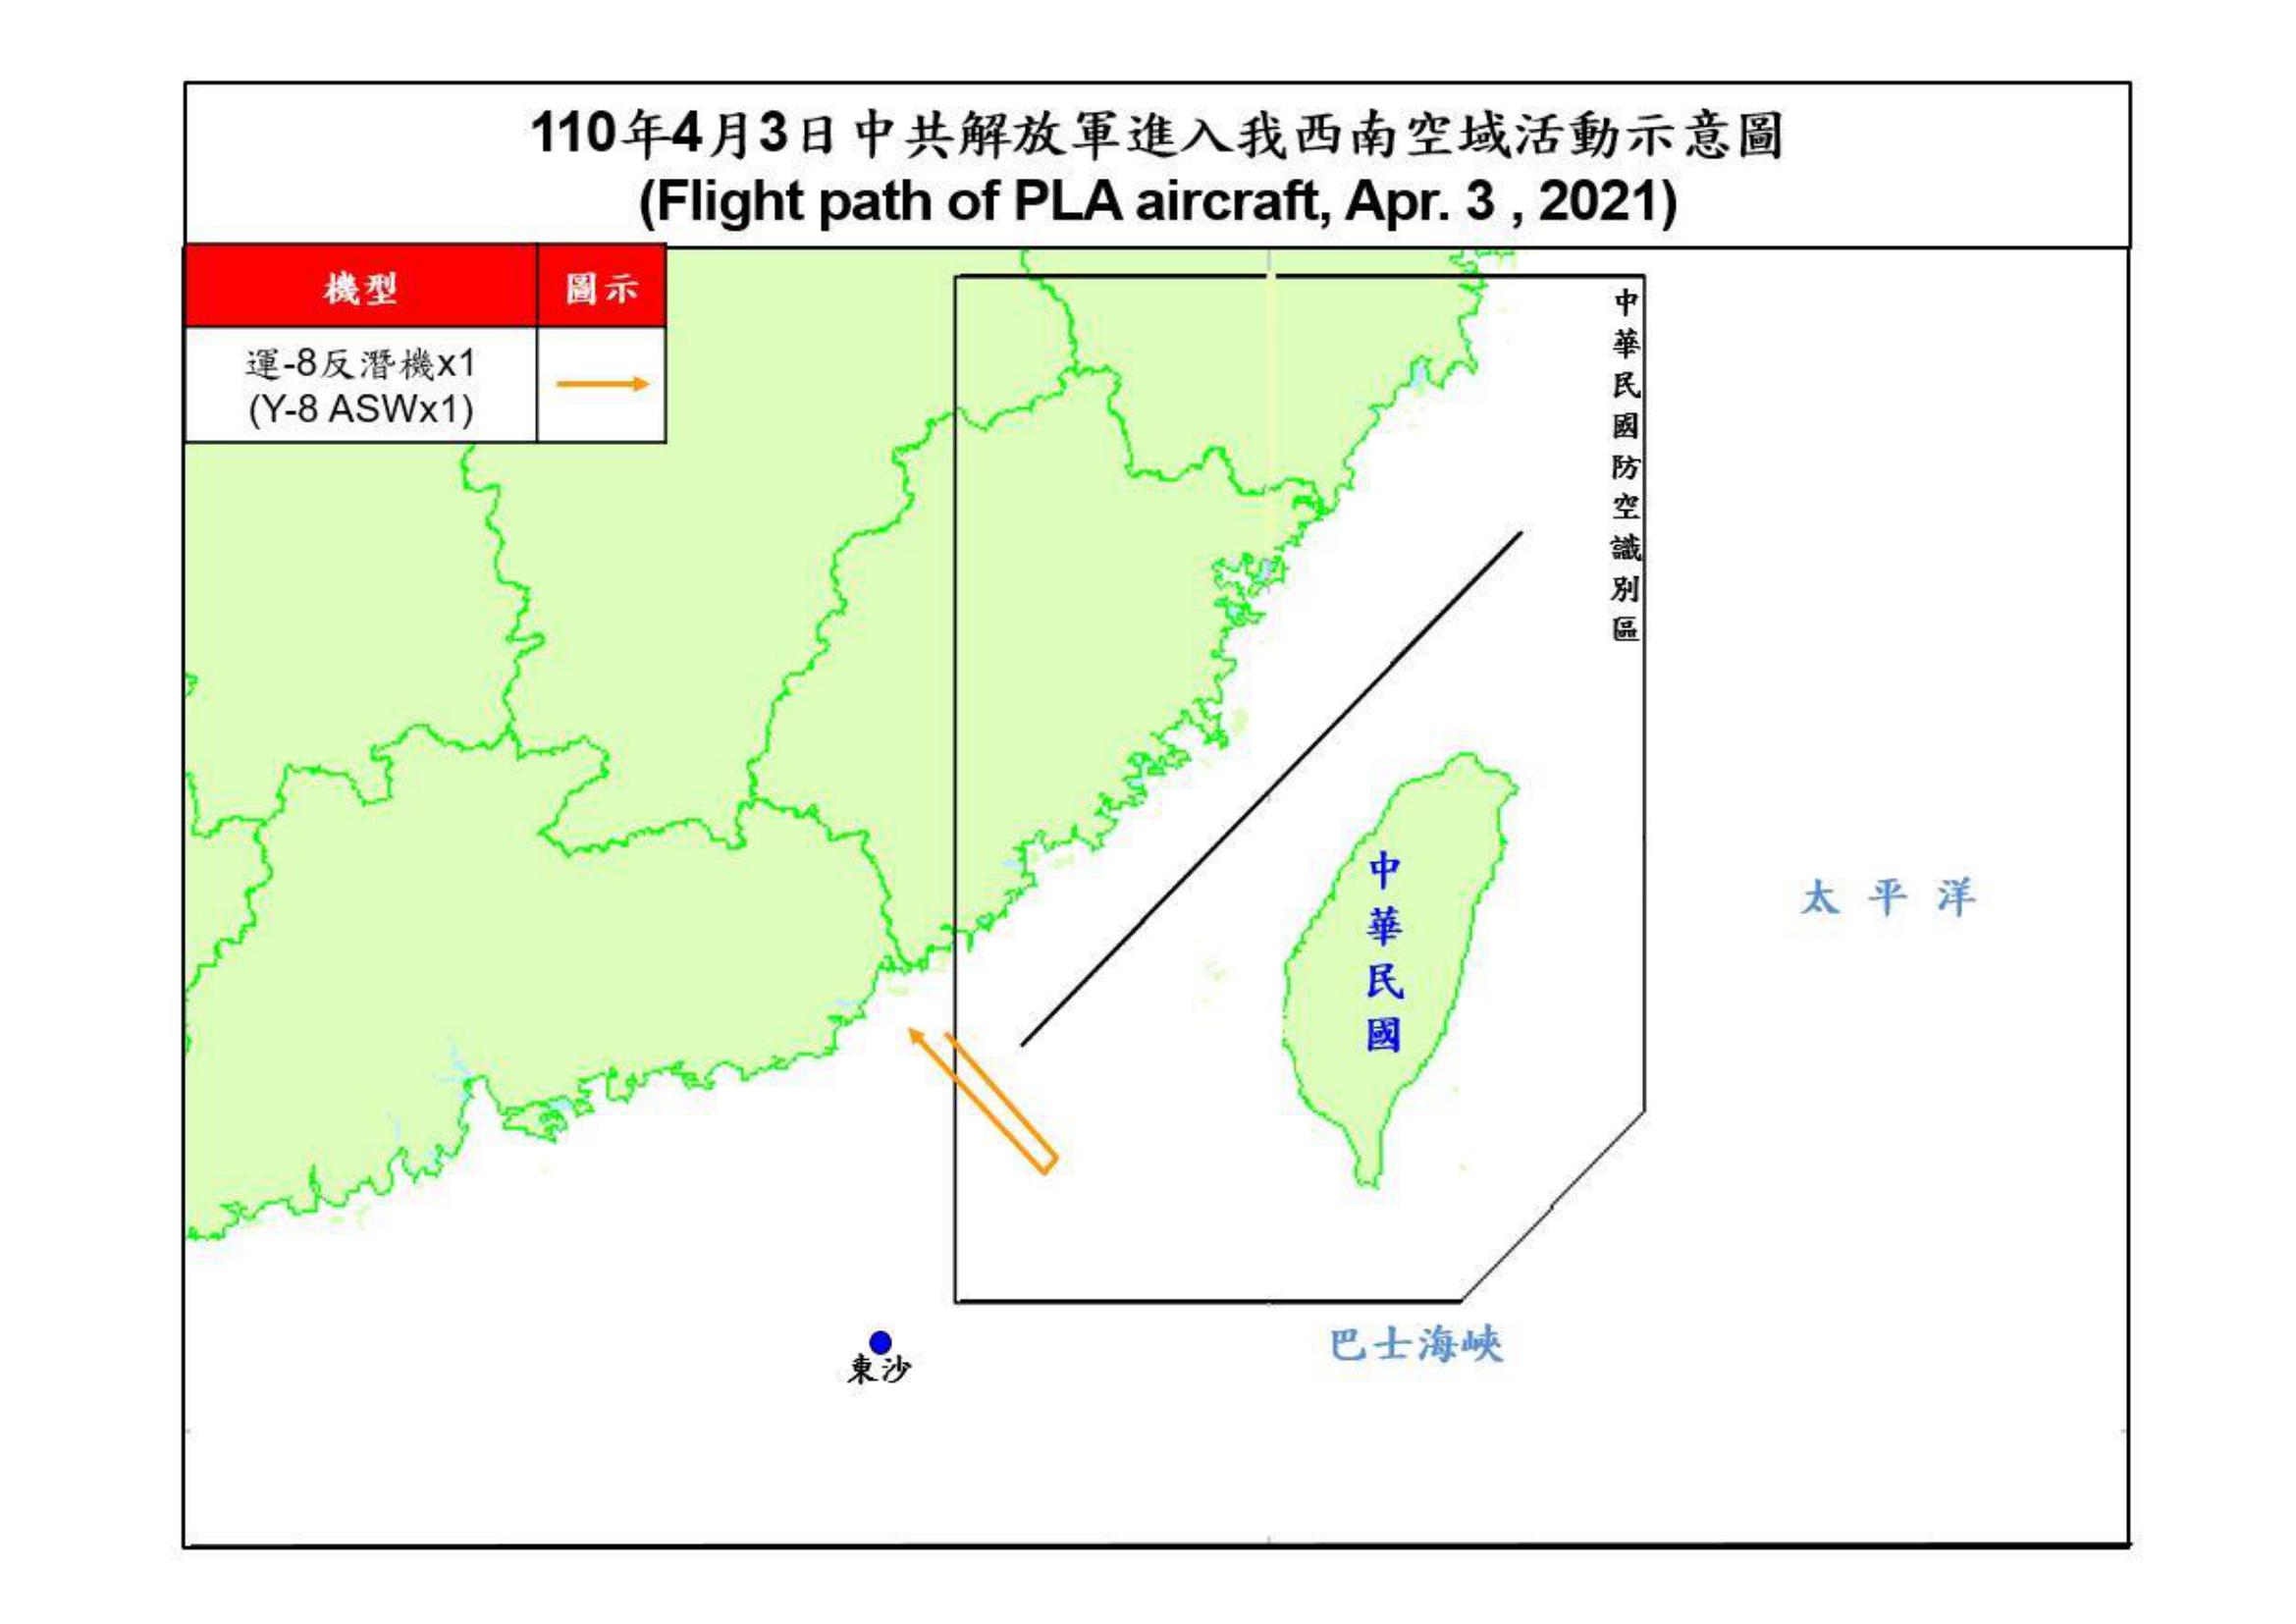 110年4月3日中共解放軍進入我西南空域活動示意圖
(Flight path of PLA aircraft, Apr. 3 , 2021)
機型
圖示
運-8反潛機x1
(Y-8 ASWx1)
中華民國防空識別區
中華民國
太平洋
巴士海峽
東沙